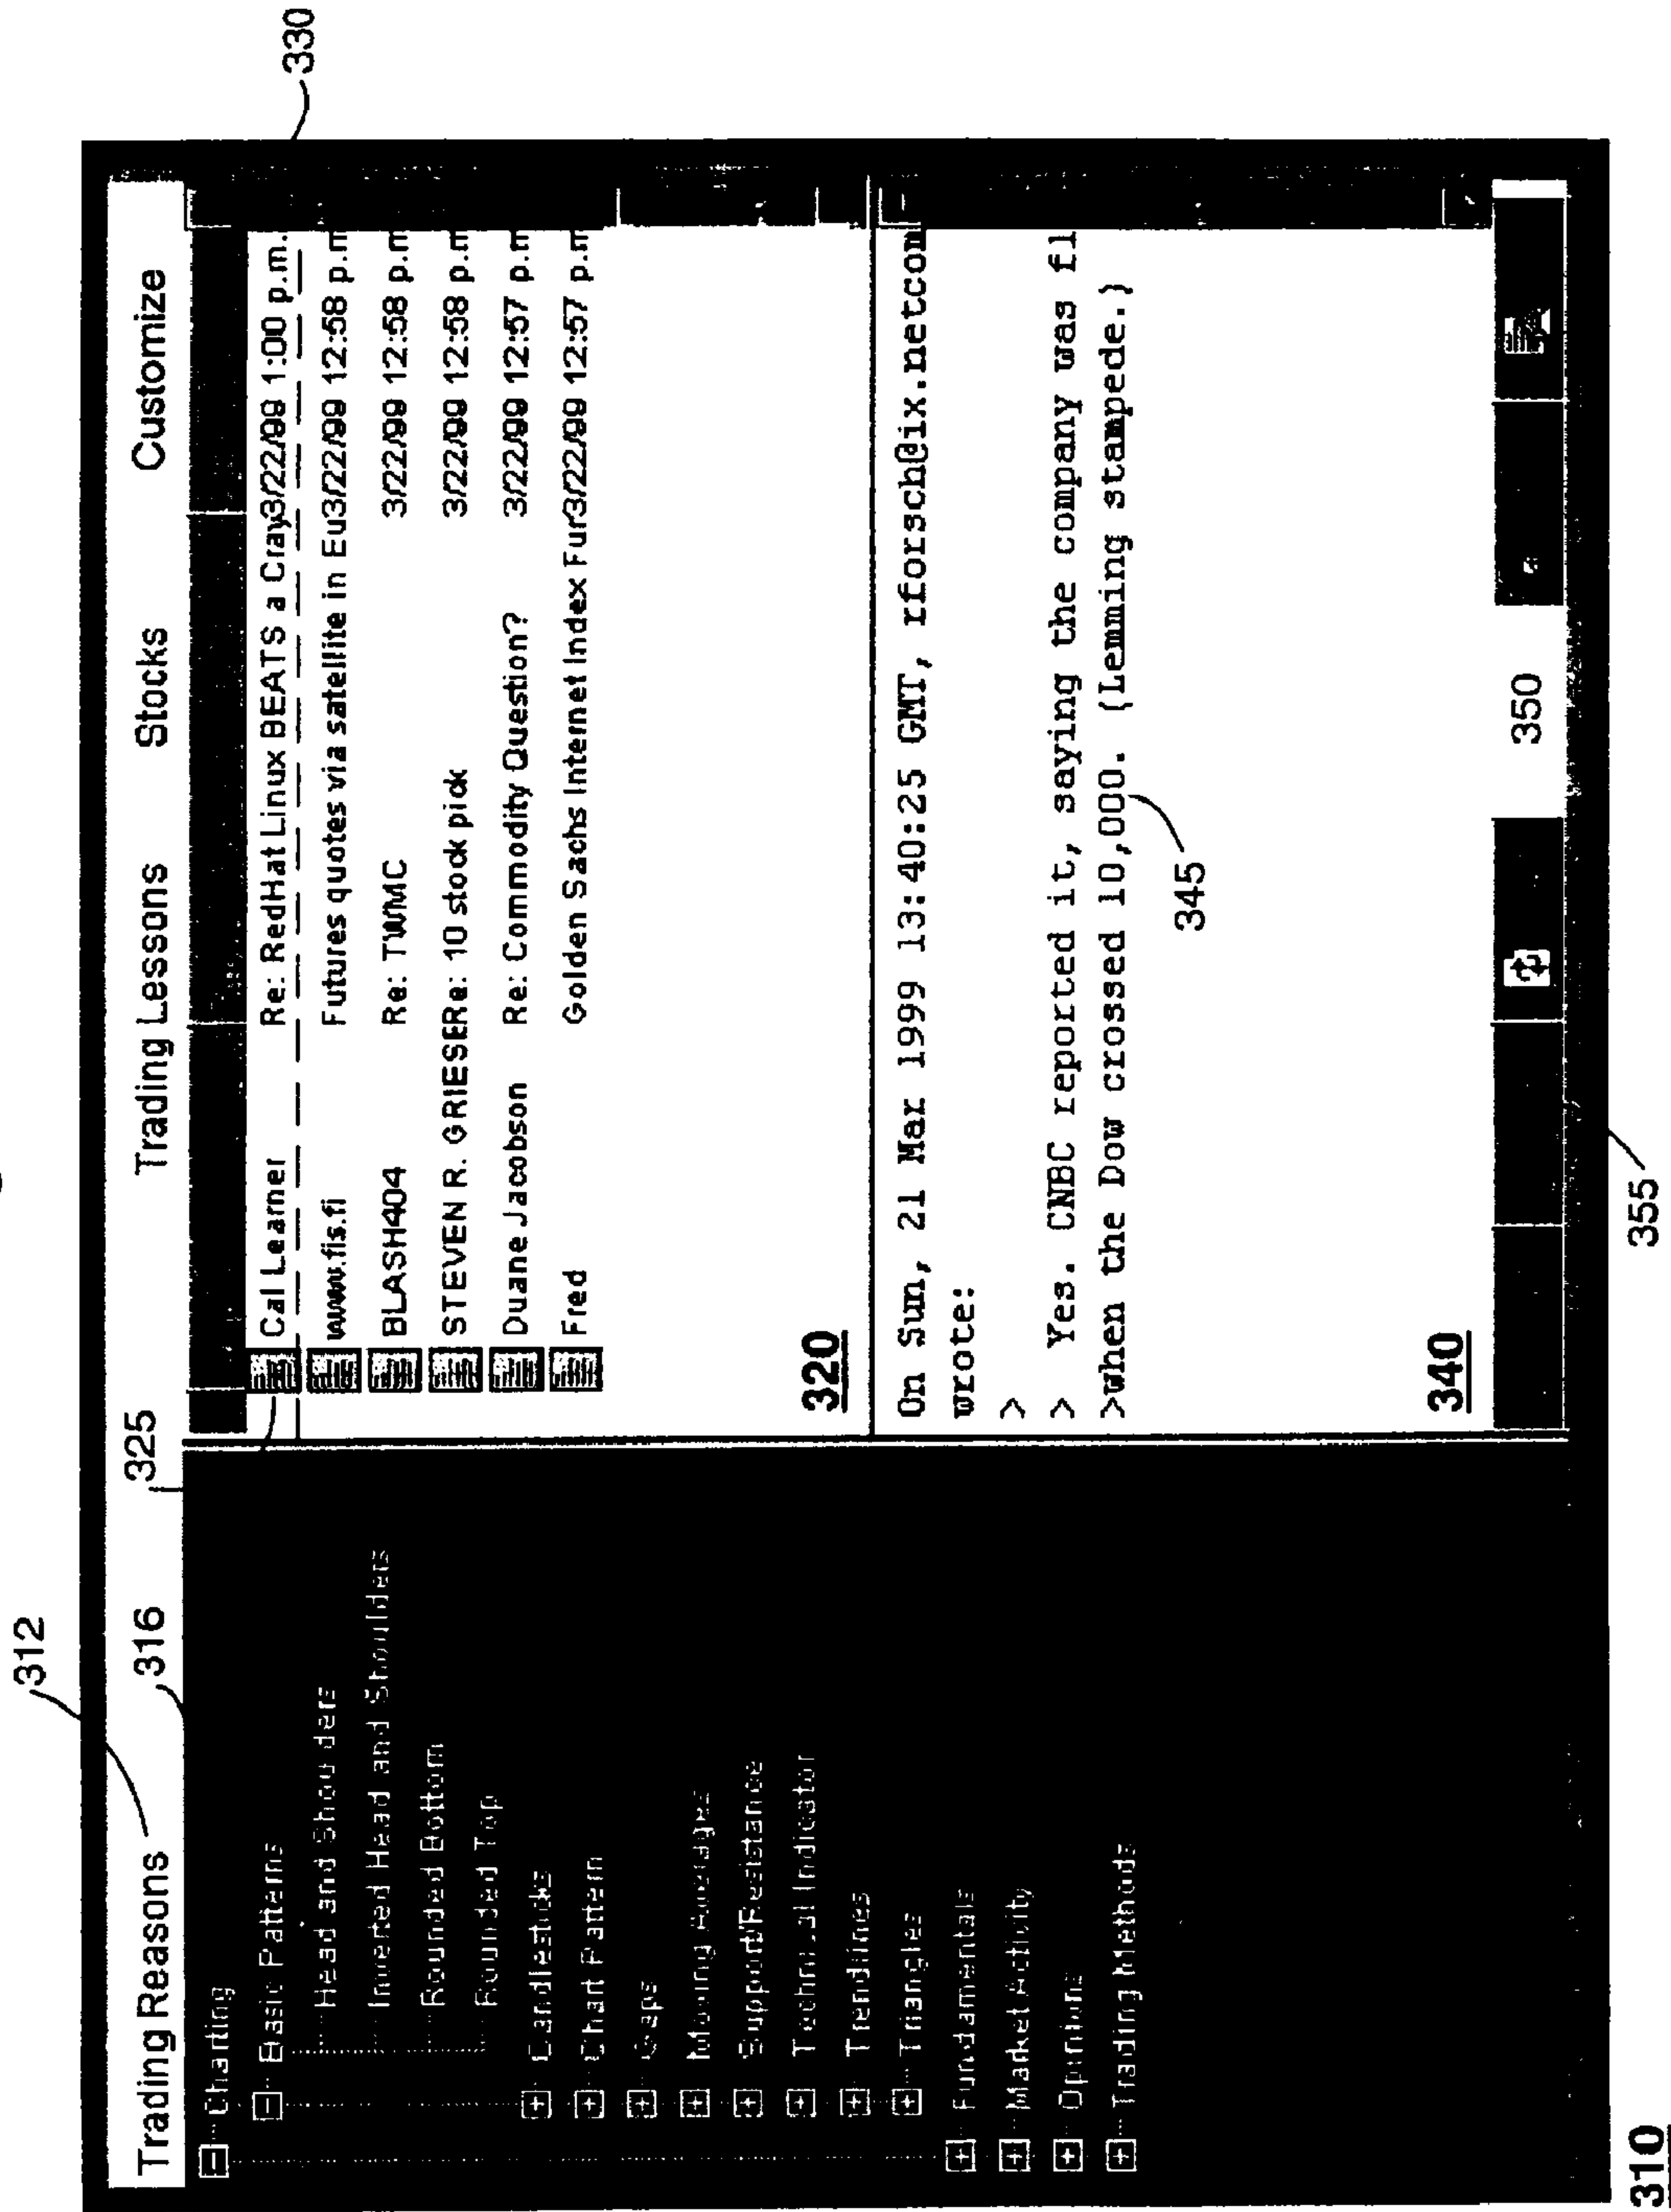 312
Trading Reasons
Trading Lessons
Stocks
Customize
316
325
330
Charting
Basic Patterns
Head and Shou ders
Inverted Head and Shoulders
Rounded Bottom
Rounded Top
Candlesticks
Chart Pattern
Gaps
Moving Averages
Support/Resistance
Technical Indicator
Trendlines
Triangles
Fundamentals
Market Activity
Opinions
Trading Methods
Cal Learner Re: RedHat Linux BEATS a Cray3/22/99 1:00 p.m.
www.fis.fi Futures quotes via satellite in Eu3/22/99 12:58 p.m
BLASH404 Re: TWMC 3/22/99 12:58 p.m
STEVEN R. GRIESERRe: 10 stock pick 3/22/99 12:58 p.m
Duane Jacobson Re: Commodity Question? 3/22/99 12:57 p.m
Fred Golden Sachs Internet Index Fur3/22/99 12:57 p.m
320
On Sun, 21 Mar 1999 13:40:25 GMT, rforsch@ix.netcom
wrote:
>
> Yes. CNBC reported it, saying the company was fl
>when the Dow crossed 10,000. (Lemming stampede.)
345
340
350
355
310